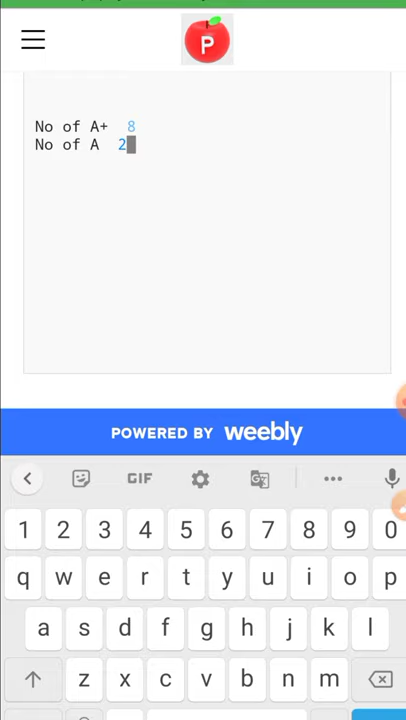 P
No of A+ 8
No of A 2
POWERED BY weebly
GIF
1 2 3 4 5 6 7 8 9 0
q w e r t y u i o p
a s d f g h j k l
z x c v b n m